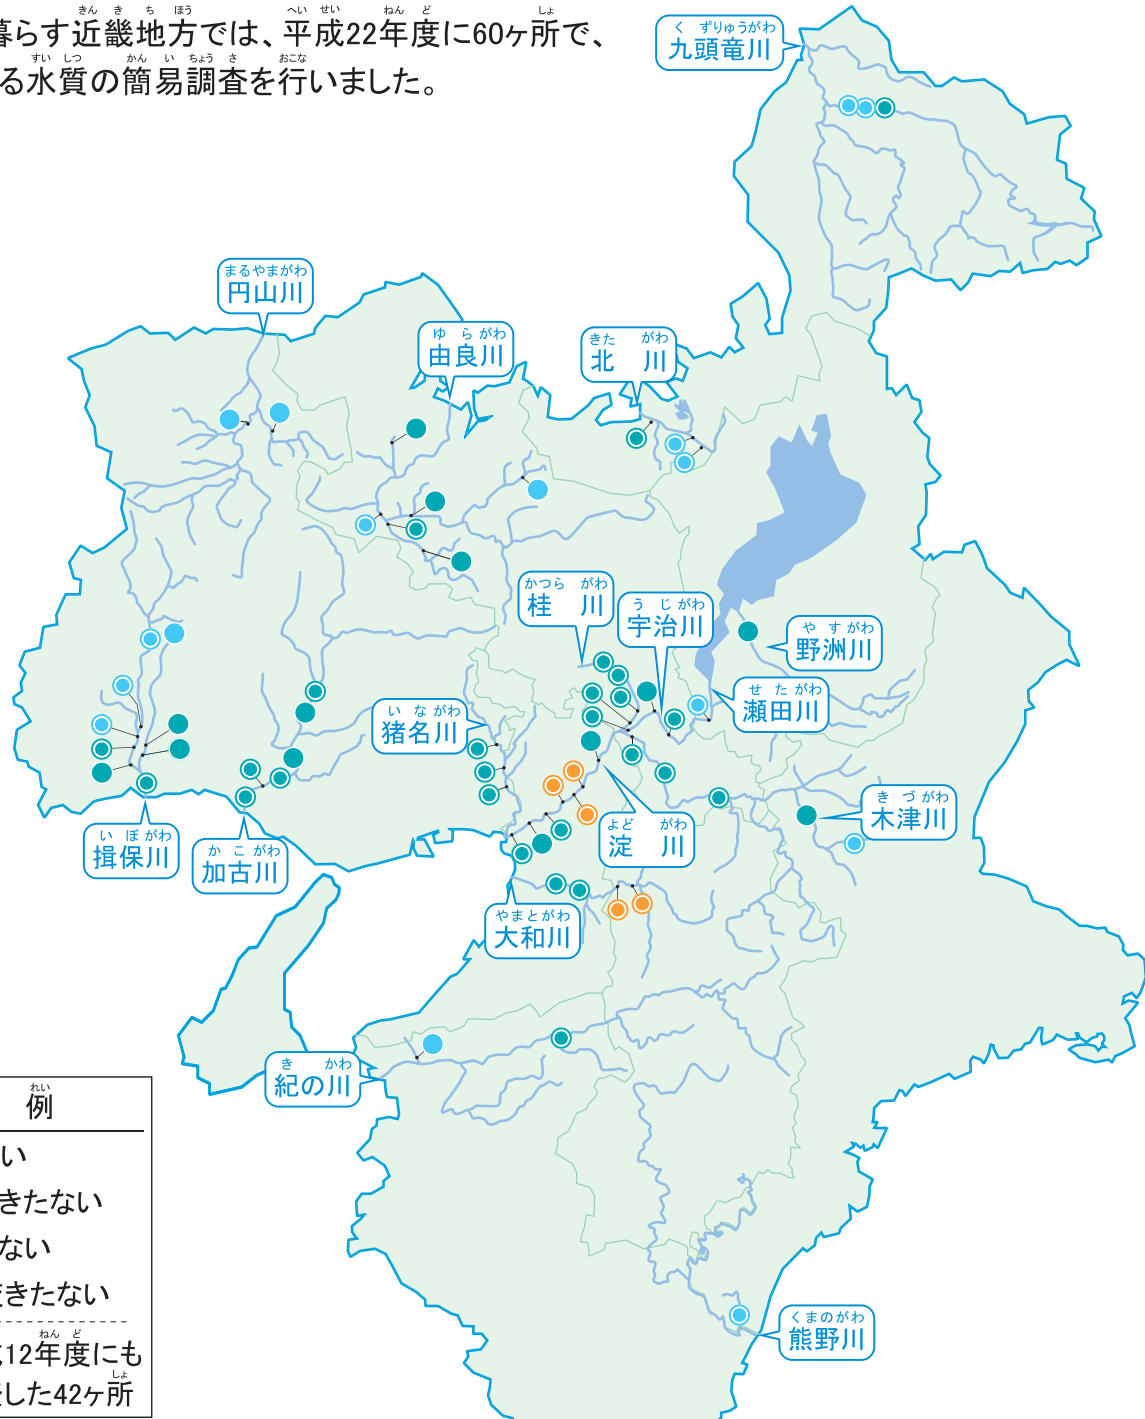 暮らす近畿地方では、平成22年度に60ヶ所で、
る水質の簡易調査を行いました。
九頭竜川
円山川
由良川
北川
桂川
宇治川
野洲川
瀬田川
猪名川
木津川
淀川
揖保川
加古川
大和川
紀の川
熊野川
例
い
きたない
ない
きたない
12年度にも
した42ヶ所